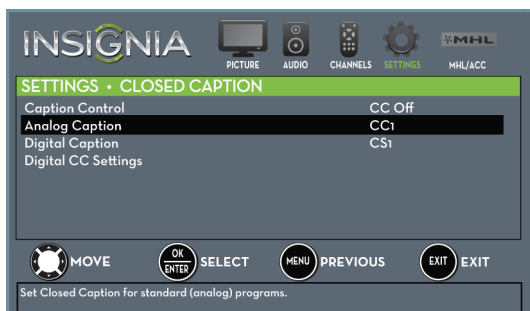 INSIGNIA
PICTURE AUDIO CHANNELS SETTINGS MHL/ACC
MHL
SETTINGS • CLOSED CAPTION
Caption Control CC Off
Analog Caption CC1
Digital Caption CS1
Digital CC Settings
MOVE OK ENTER SELECT MENU PREVIOUS EXIT EXIT
Set Closed Caption for standard (analog) programs.